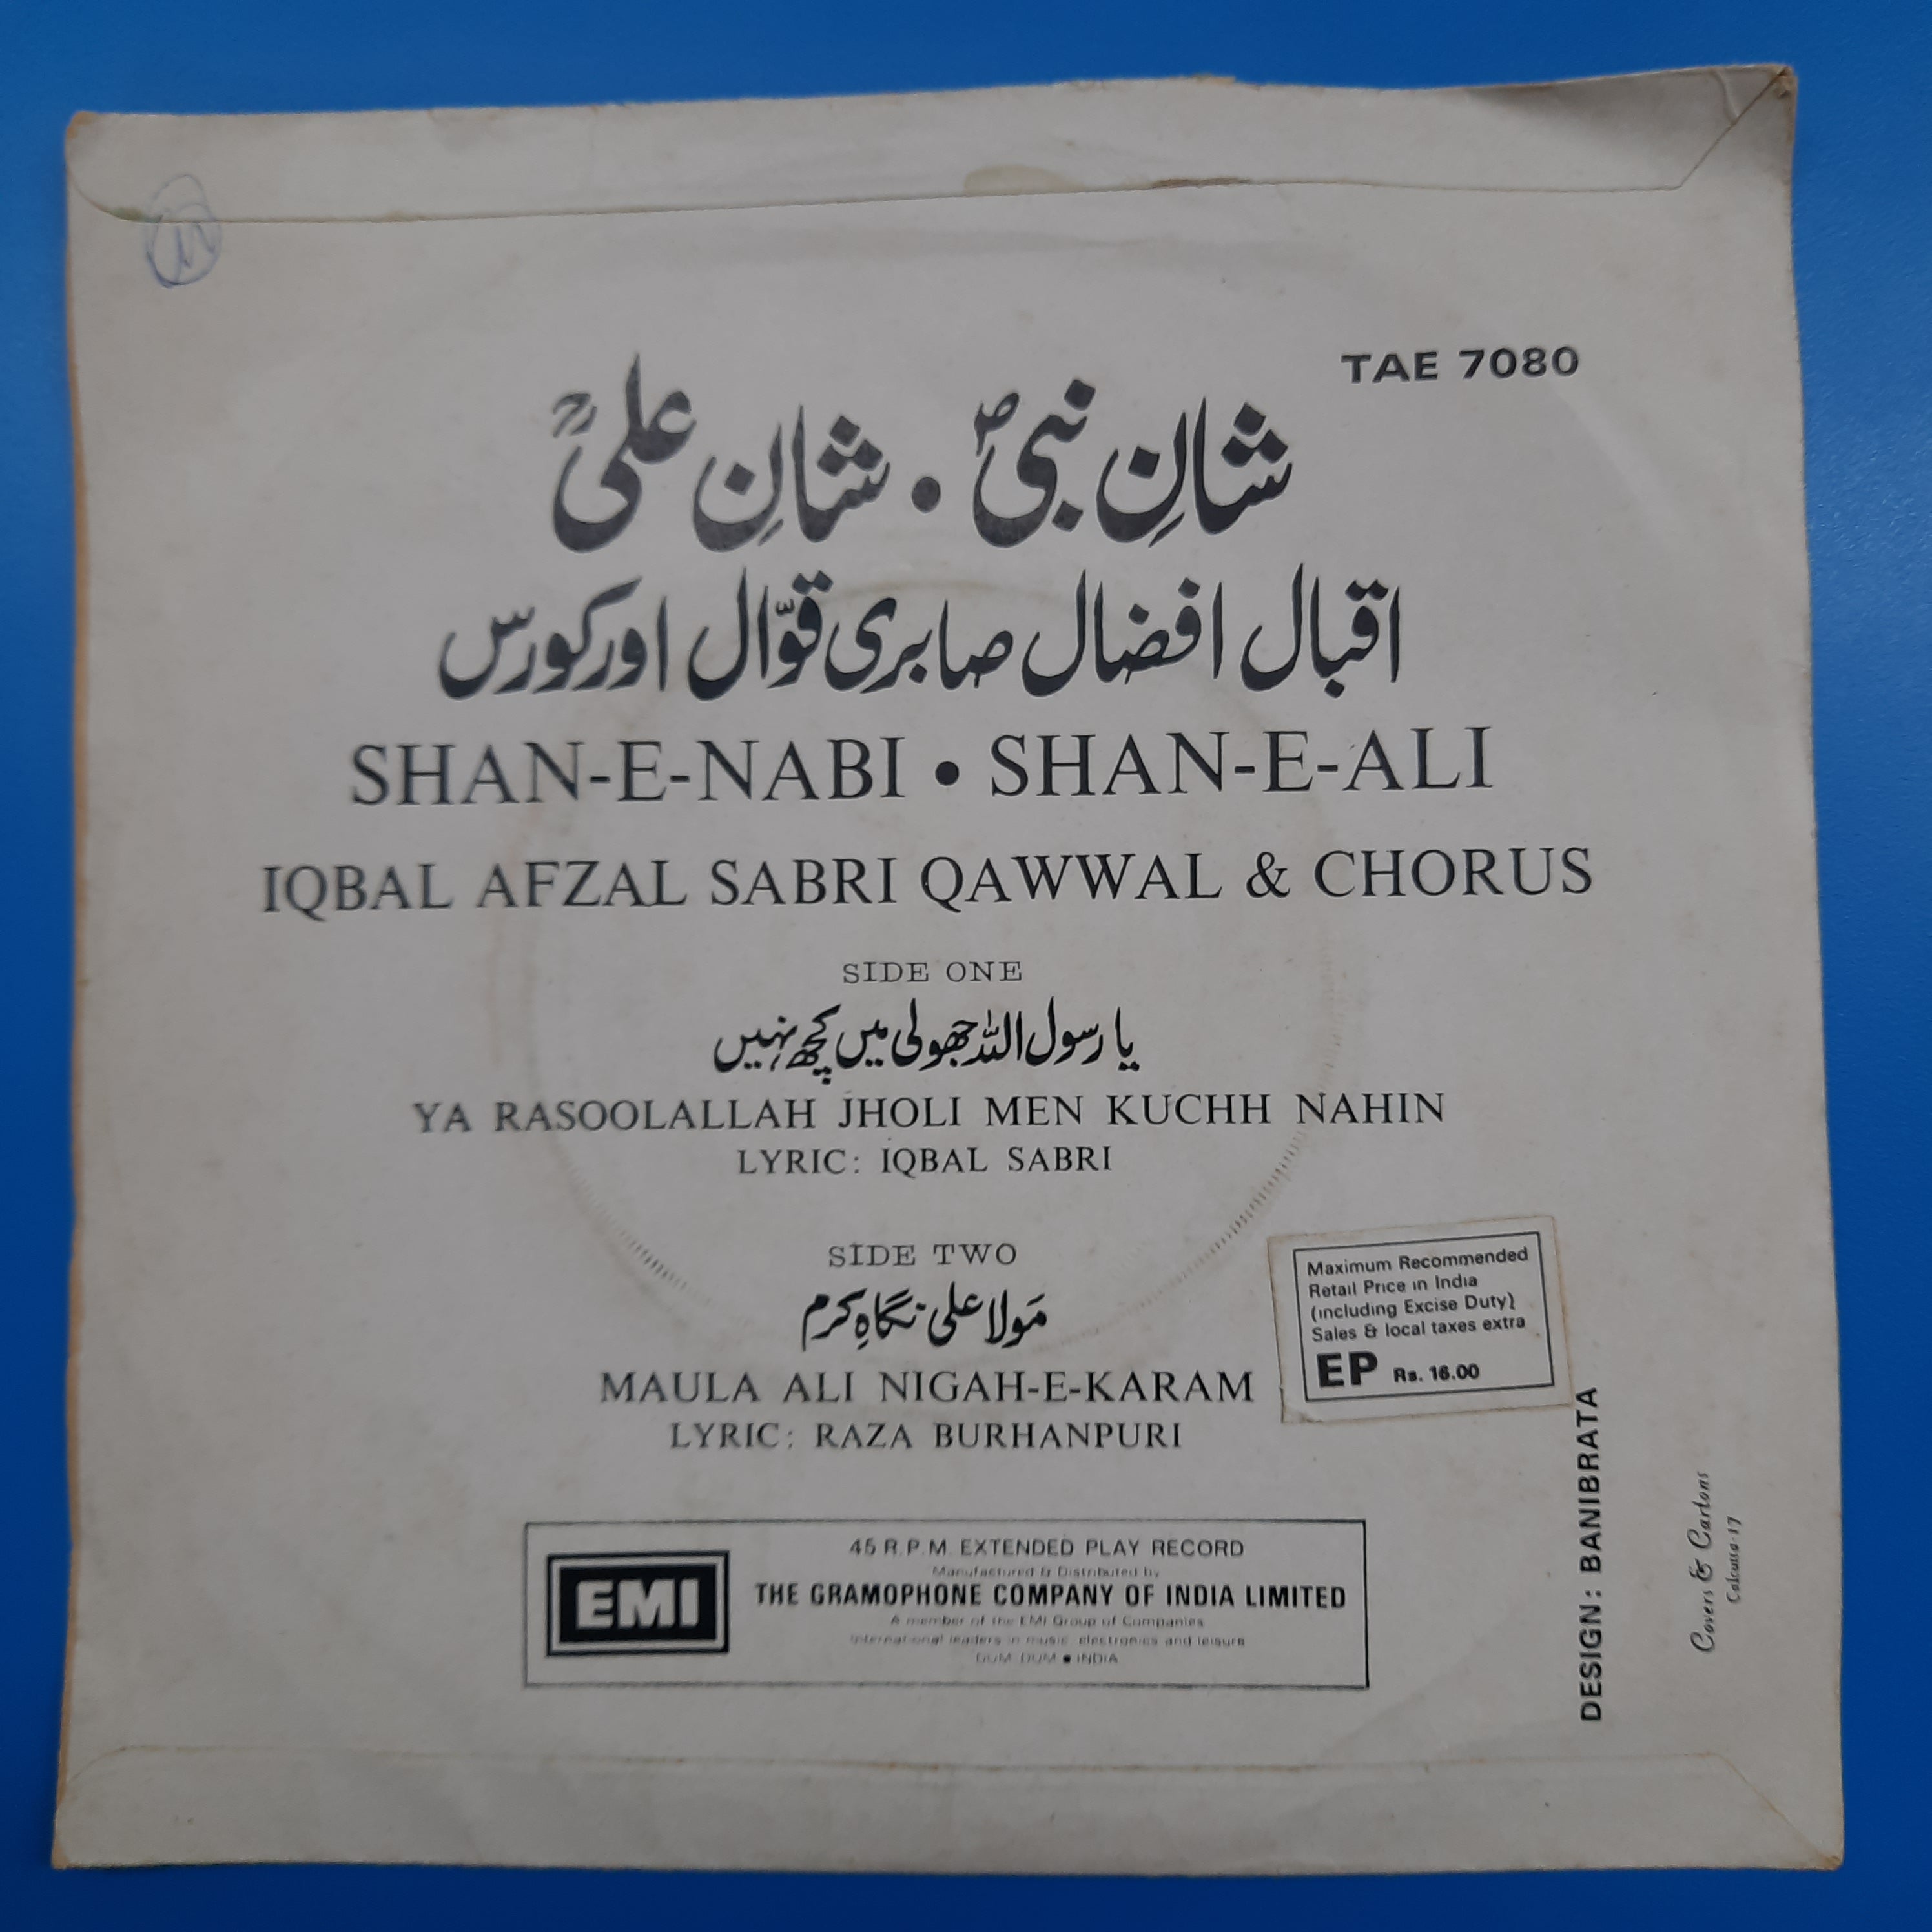 TAE 7080
شانِ نبیؐ • شانِ علیؓ
اقبال افضال صابری قوّال اور کورس
SHAN-E-NABI • SHAN-E-ALI
IQBAL AFZAL SABRI QAWWAL & CHORUS
SIDE ONE
یا رسول اللہ جھولی میں کچھ نہیں
YA RASOOLALLAH JHOLI MEN KUCHH NAHIN
LYRIC: IQBAL SABRI
SIDE TWO
مَولا علی نگاہِ کرم
MAULA ALI NIGAH-E-KARAM
LYRIC: RAZA BURHANPURI
Maximum Recommended
Retail Price in India
(including Excise Duty)
Sales & local taxes extra
EP Rs. 16.00
EMI
45 R.P.M. EXTENDED PLAY RECORD
Manufactured & Distributed by
THE GRAMOPHONE COMPANY OF INDIA LIMITED
A member of the EMI Group of Companies
International leaders in music, electronics and leisure
DUM DUM • INDIA
DESIGN: BANIBRATA
Covers & Cartons
Calcutta-17